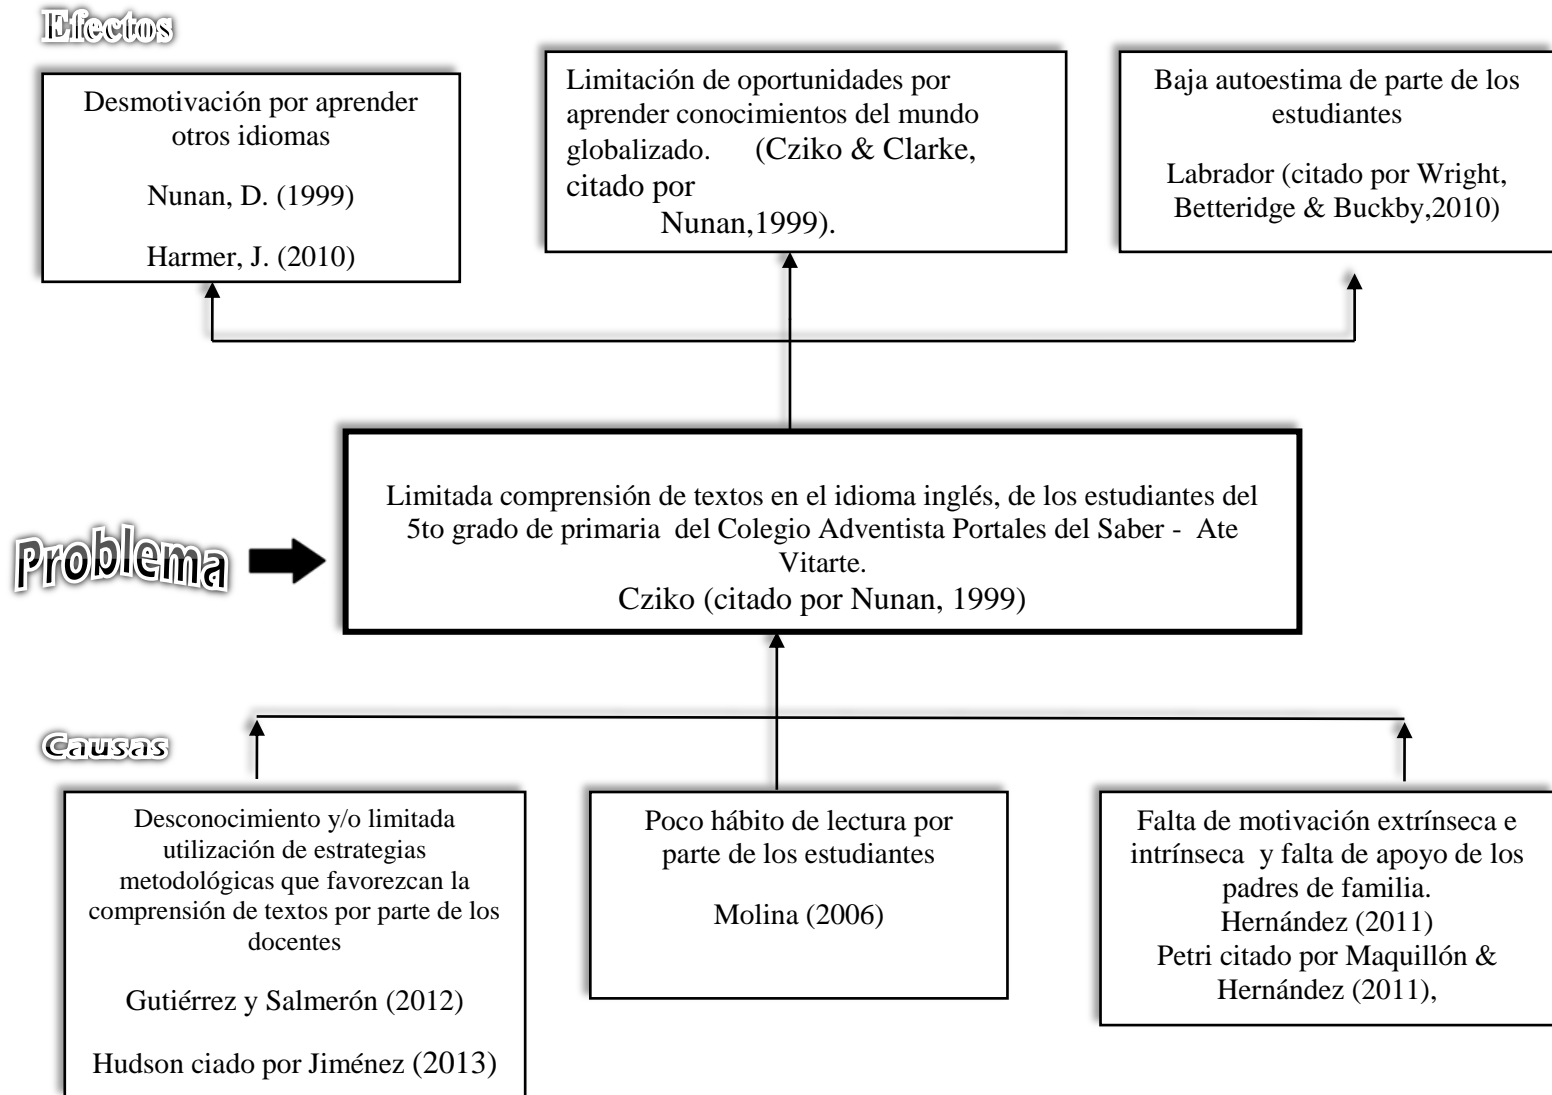 Efectos
Desmotivación por aprender
otros idiomas
Nunan, D. (1999)
Harmer, J. (2010)
Limitación de oportunidades por
aprender conocimientos del mundo
globalizado. (Cziko & Clarke,
citado por
Nunan,1999).
Baja autoestima de parte de los
estudiantes
Labrador (citado por Wright,
Betteridge & Buckby,2010)
Problema
Limitada comprensión de textos en el idioma inglés, de los estudiantes del
5to grado de primaria del Colegio Adventista Portales del Saber - Ate
Vitarte.
Cziko (citado por Nunan, 1999)
Causas
Desconocimiento y/o limitada
utilización de estrategias
metodológicas que favorezcan la
comprensión de textos por parte de los
docentes
Gutiérrez y Salmerón (2012)
Hudson ciado por Jiménez (2013)
Poco hábito de lectura por
parte de los estudiantes
Molina (2006)
Falta de motivación extrínseca e
intrínseca y falta de apoyo de los
padres de familia.
Hernández (2011)
Petri citado por Maquillón &
Hernández (2011),